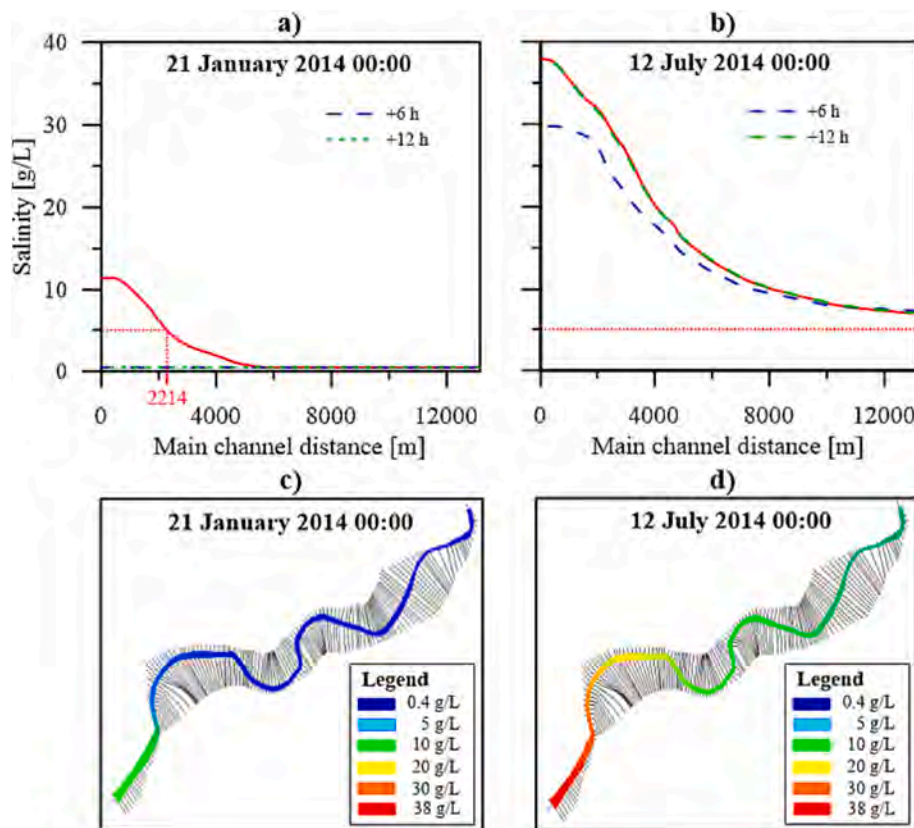 a)
21 January 2014 00:00
+6 h
+12 h
Salinity [g/L]
40
30
20
10
0
2214
0
4000
8000
12000
Main channel distance [m]
b)
12 July 2014 00:00
+6 h
+12 h
0
4000
8000
12000
Main channel distance [m]
c)
21 January 2014 00:00
Legend
0.4 g/L
5 g/L
10 g/L
20 g/L
30 g/L
38 g/L
d)
12 July 2014 00:00
Legend
0.4 g/L
5 g/L
10 g/L
20 g/L
30 g/L
38 g/L